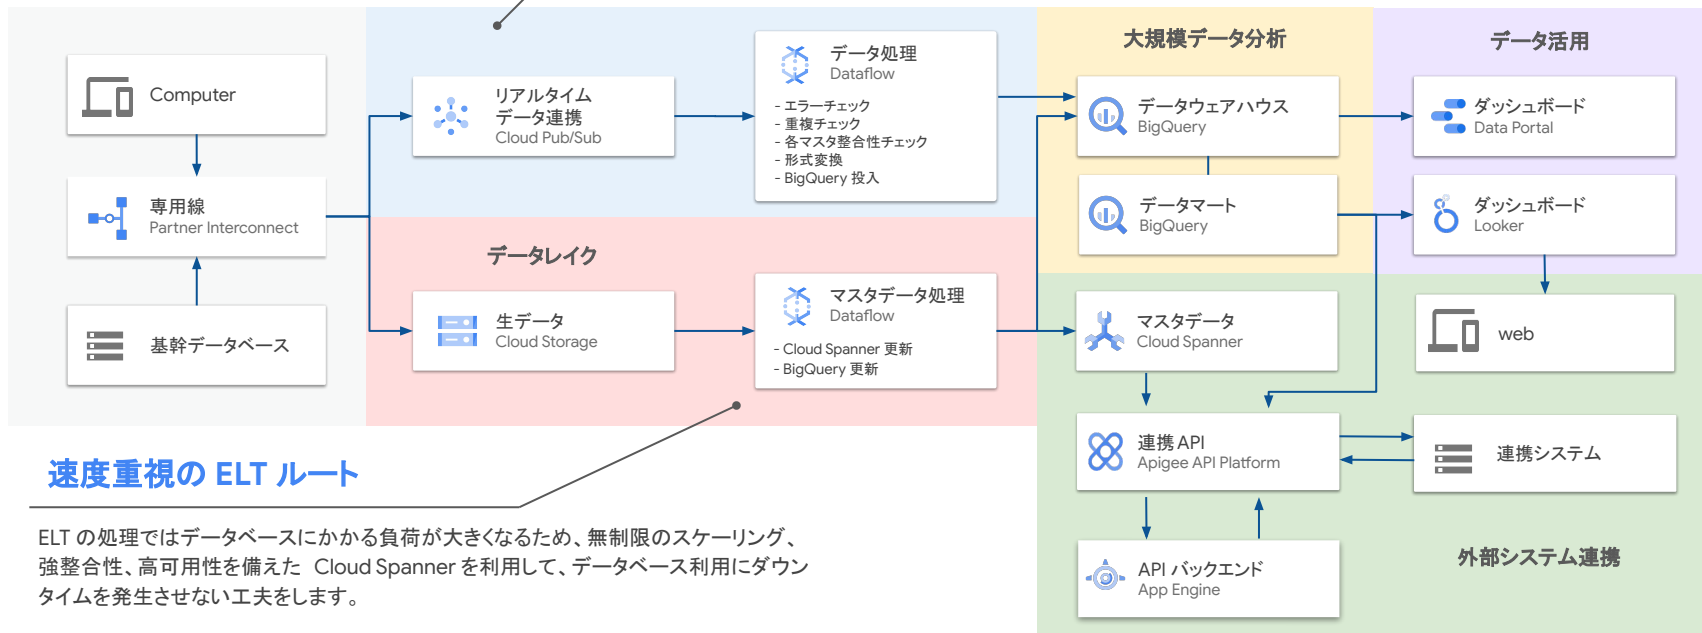 Computer
専用線
Partner Interconnect
基幹データベース
リアルタイム
データ連携
Cloud Pub/Sub
データ処理
Dataflow
- エラーチェック
- 重複チェック
- 各マスタ整合性チェック
- 形式変換
- BigQuery 投入
データレイク
生データ
Cloud Storage
マスタデータ処理
Dataflow
- Cloud Spanner 更新
- BigQuery 更新
大規模データ分析
データウェアハウス
BigQuery
データマート
BigQuery
データ活用
ダッシュボード
Data Portal
ダッシュボード
Looker
マスタデータ
Cloud Spanner
web
連携 API
Apigee API Platform
連携システム
API バックエンド
App Engine
外部システム連携
速度重視の ELT ルート
ELT の処理ではデータベースにかかる負荷が大きくなるため、無制限のスケーリング、
強整合性、高可用性を備えた Cloud Spanner を利用して、データベース利用にダウン
タイムを発生させない工夫をします。